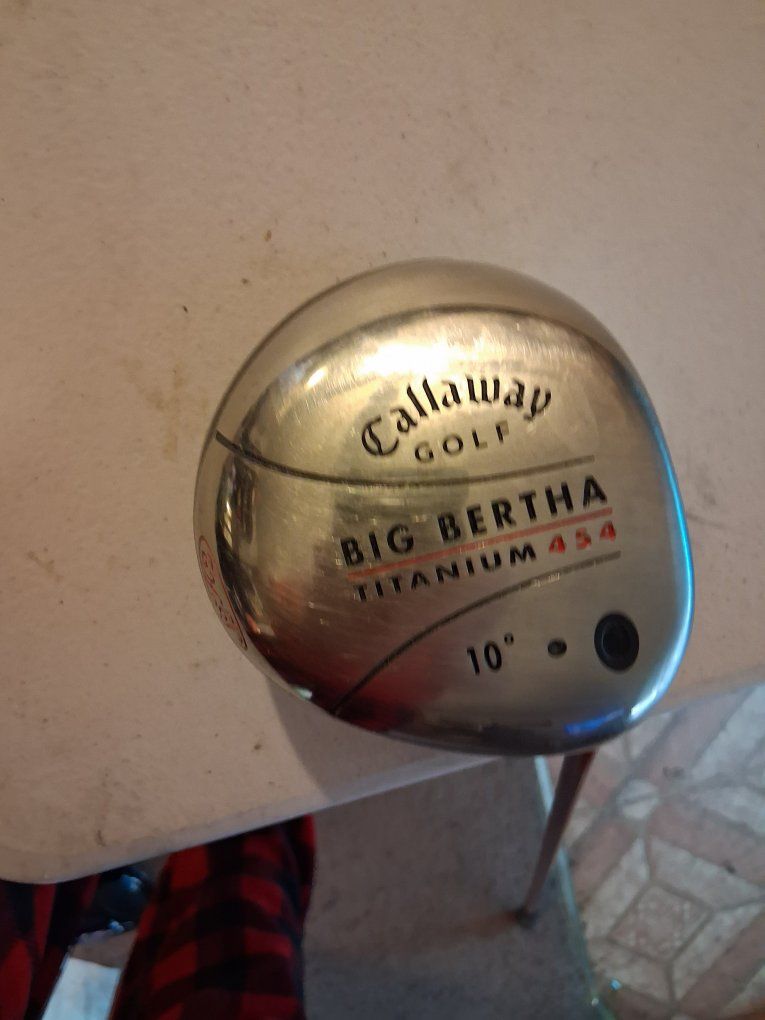 Callaway
GOLF
BIG BERTHA
TITANIUM 454
10°